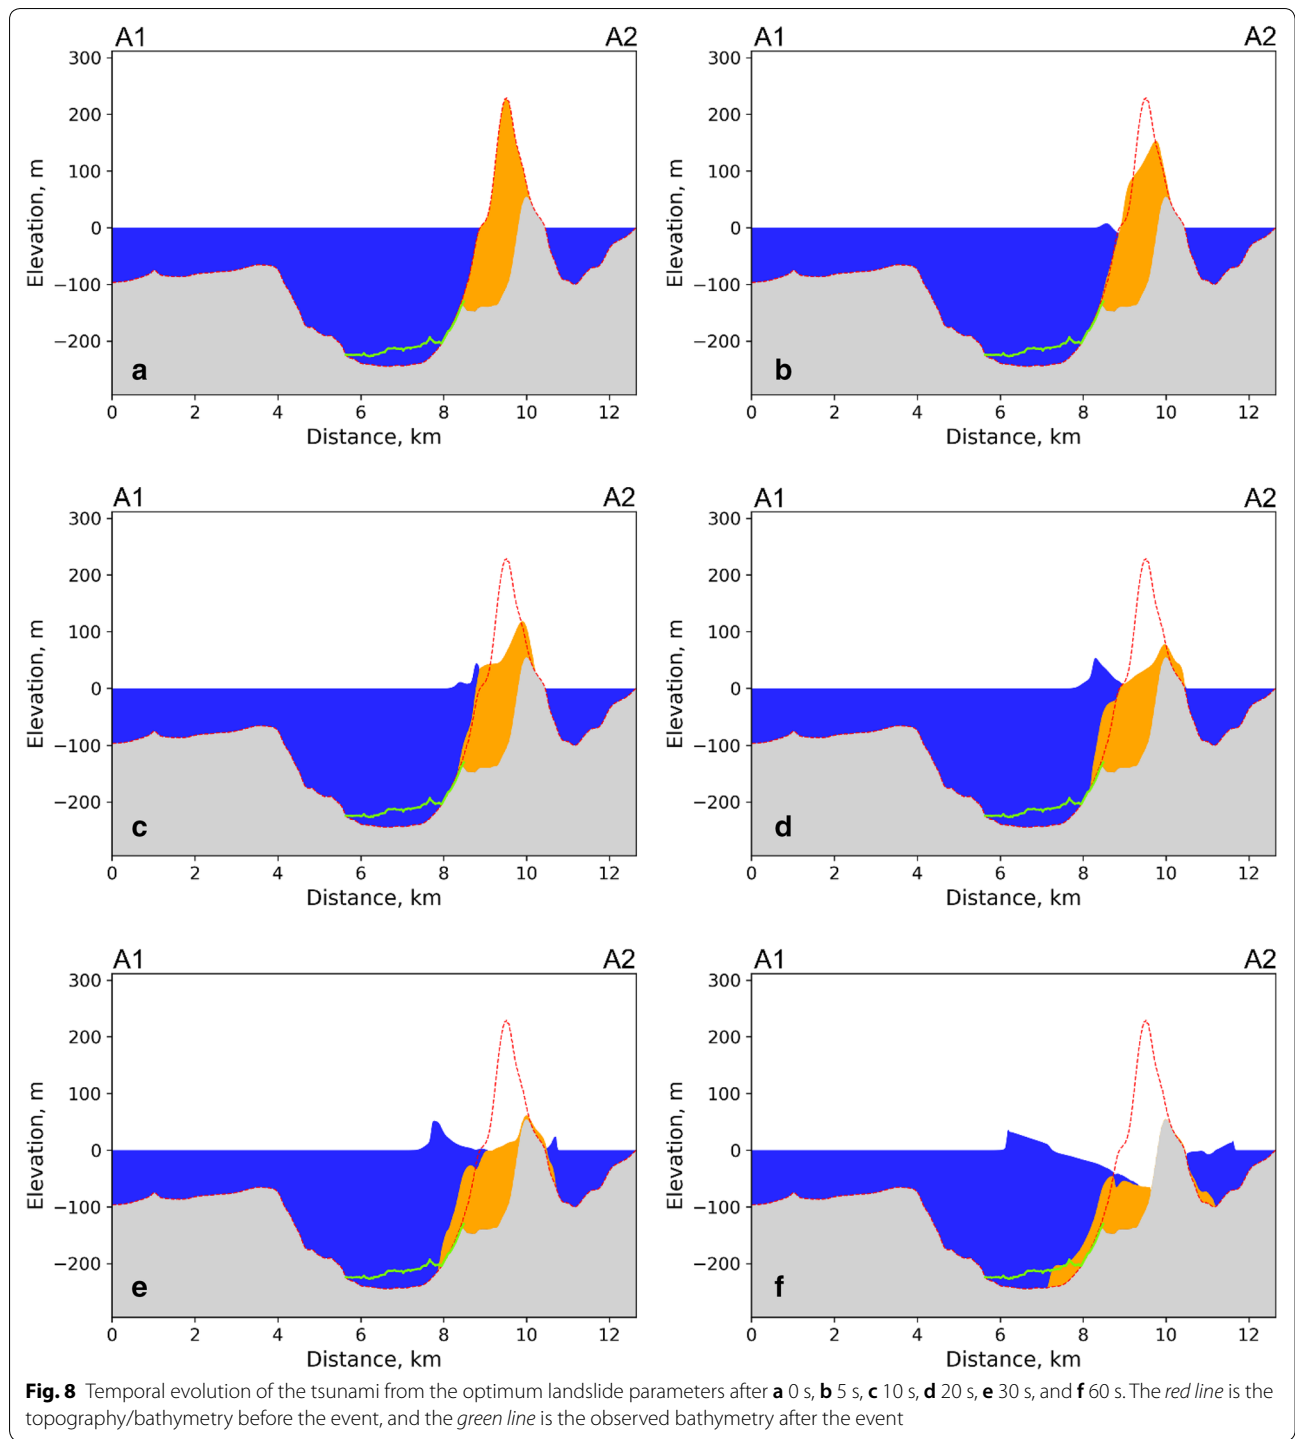 A1 A2
300
200
100
0
−100
−200
Elevation, m
a
0 2 4 6 8 10 12
Distance, km
A1 A2
300
200
100
0
−100
−200
Elevation, m
b
0 2 4 6 8 10 12
Distance, km
A1 A2
300
200
100
0
−100
−200
Elevation, m
c
0 2 4 6 8 10 12
Distance, km
A1 A2
300
200
100
0
−100
−200
Elevation, m
d
0 2 4 6 8 10 12
Distance, km
A1 A2
300
200
100
0
−100
−200
Elevation, m
e
0 2 4 6 8 10 12
Distance, km
A1 A2
300
200
100
0
−100
−200
Elevation, m
f
0 2 4 6 8 10 12
Distance, km
Fig. 8 Temporal evolution of the tsunami from the optimum landslide parameters after a 0 s, b 5 s, c 10 s, d 20 s, e 30 s, and f 60 s. The red line is the
topography/bathymetry before the event, and the green line is the observed bathymetry after the event